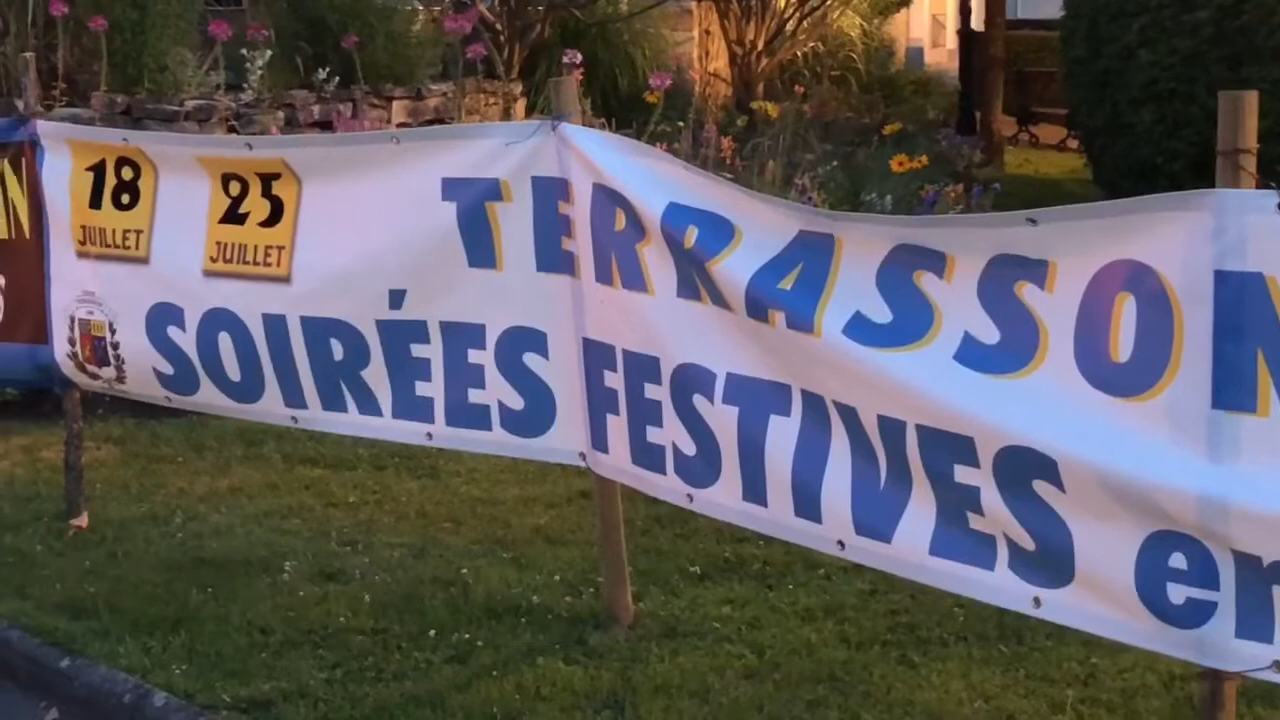 18
JUILLET
25
JUILLET
TERRASSON
SOIRÉES FESTIVES en